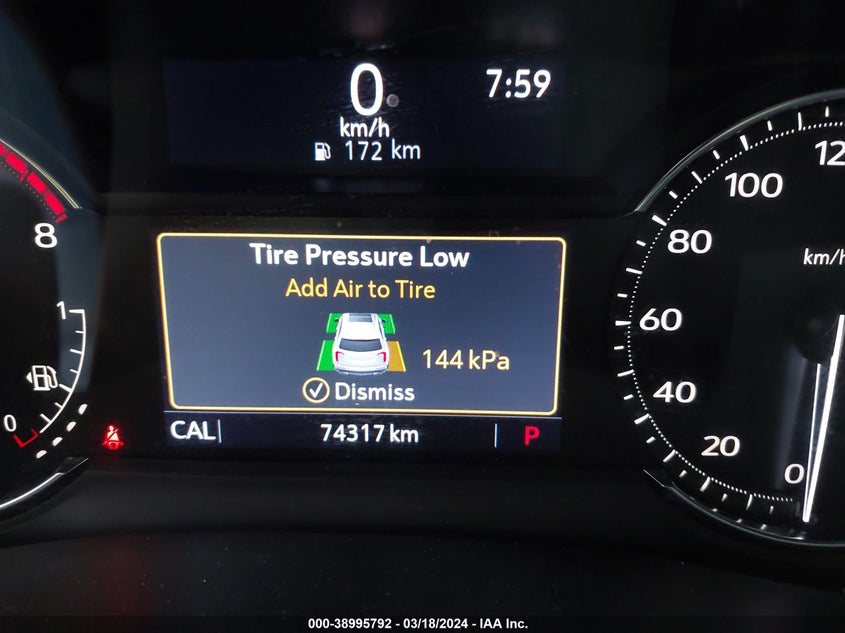 0
7:59
km/h
172 km
8
Tire Pressure Low
Add Air to Tire
144 kPa
Dismiss
1
0
CAL
74317 km
P
12
100
80
60
40
20
0
km/h
000-38995792 - 03/18/2024 - IAA Inc.